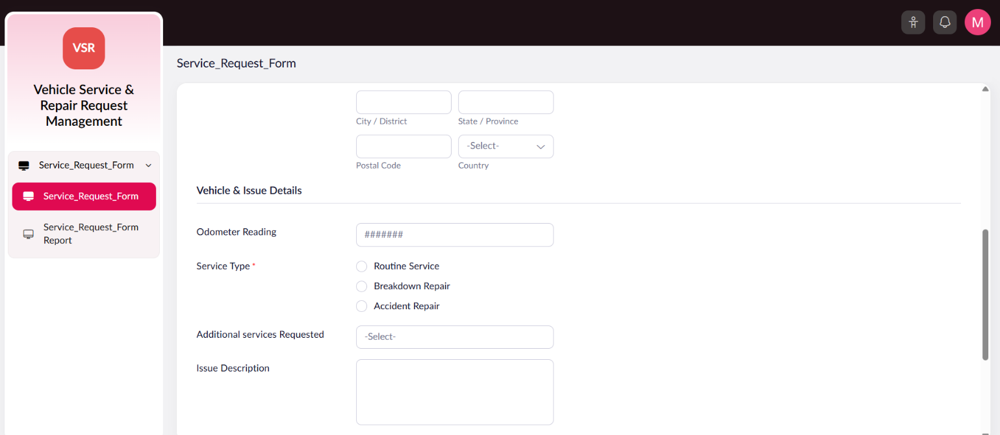 VSR
Vehicle Service &
Repair Request
Management
Service_Request_Form
Service_Request_Form
Service_Request_Form
Report
M
Service_Request_Form
City / District
State / Province
-Select-
Postal Code
Country
Vehicle & Issue Details
Odometer Reading
#######
Service Type *
Routine Service
Breakdown Repair
Accident Repair
Additional services Requested
-Select-
Issue Description